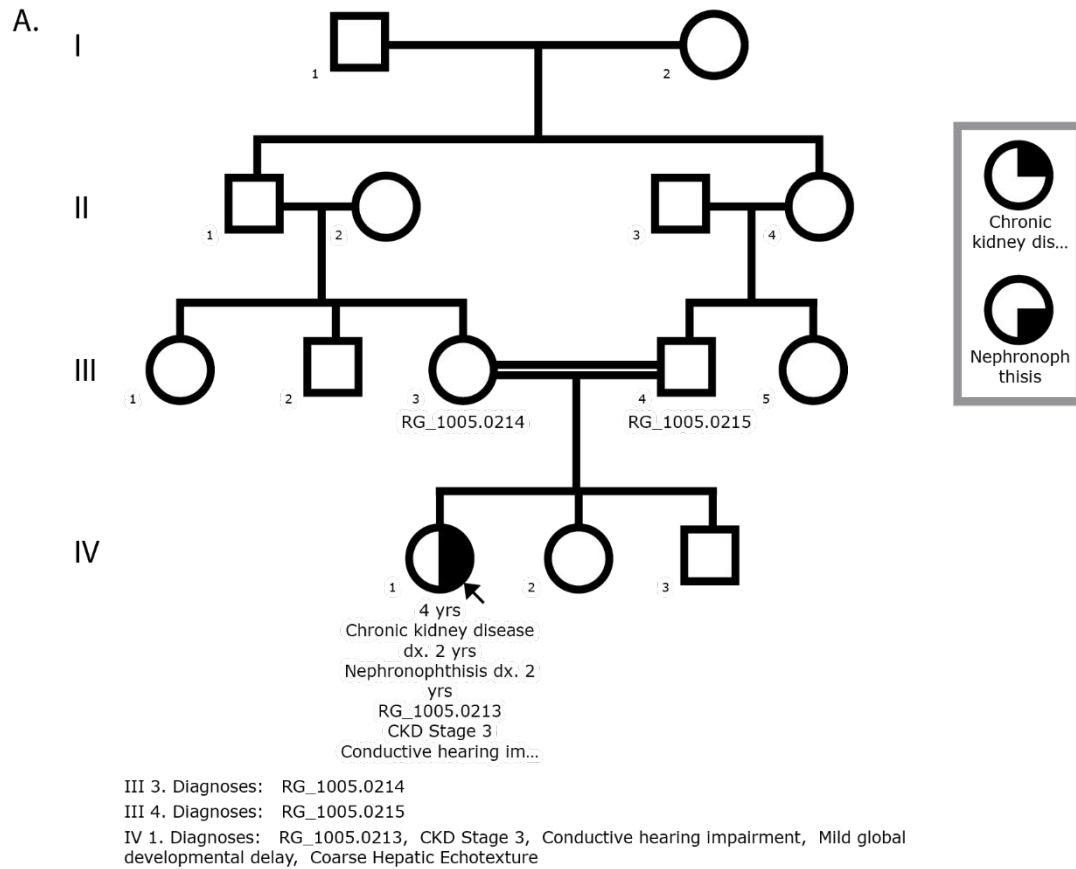 A.
I
1
2
II
1
2
3
4
Chronic
kidney dis...
Nephronoph
thisis
III
1
2
3
4
5
RG_1005.0214
RG_1005.0215
IV
1
2
3
4 yrs
Chronic kidney disease
dx. 2 yrs
Nephronophthisis dx. 2
yrs
RG_1005.0213
CKD Stage 3
Conductive hearing im...
III 3. Diagnoses: RG_1005.0214
III 4. Diagnoses: RG_1005.0215
IV 1. Diagnoses: RG_1005.0213, CKD Stage 3, Conductive hearing impairment, Mild global
developmental delay, Coarse Hepatic Echotexture